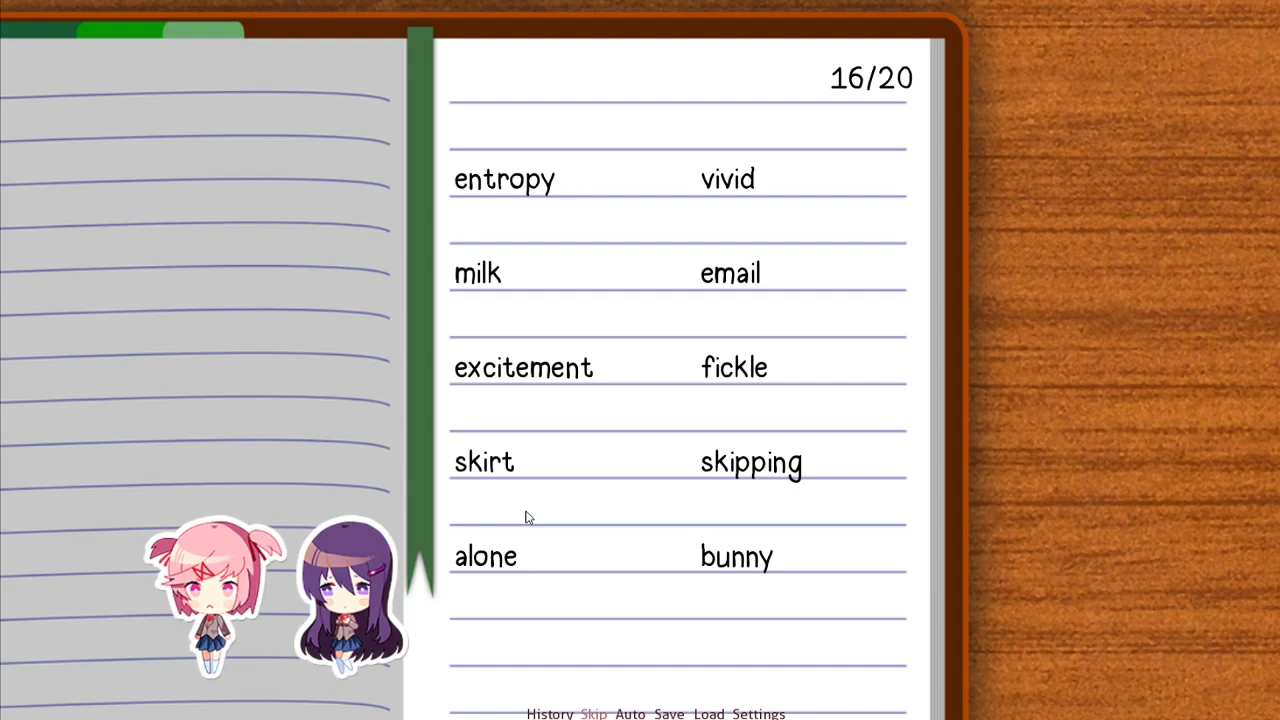 16/20
entropy vivid
milk email
excitement fickle
skirt skipping
alone bunny
History Skip Auto Save Load Settings